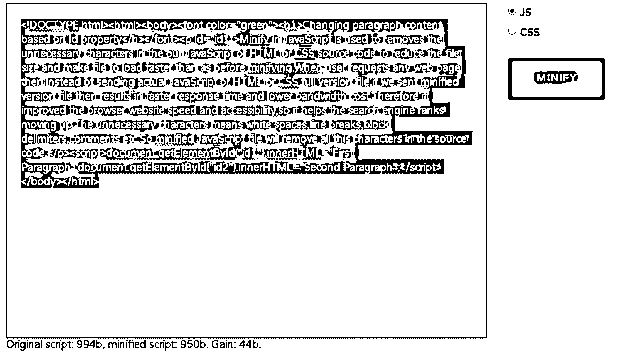 <!DOCTYPE html><html><body><font color="green"><h1>Changing paragraph content
based on id property</h1></font><p id="id1">Minify in JavaScript is used to removes the
unnecessary characters in the our JavaScript or HTML or CSS source code to reduce the file
size and make file to load faster than as before minifying When user requests any web page
then instead of sending actual JavaScript or HTML or CSS full version file, if we sent minified
version file then results in faster response time and lower bandwidth cost. Therefore it
improved the browser website speed and accessibility, so it helps the search engine ranks
moving up. The unnecessary characters means white spaces, line breaks, block
delimiters, comments etc. So minified JavaScript file will remove all this characters in the source
code.</p><script>document.getElementById("id1").innerHTML="First
Paragraph";document.getElementById("id2").innerHTML="Second Paragraph";</script>
</body></html>
JS
CSS
MINIFY
Original script: 994b, minified script: 950b. Gain: 44b.